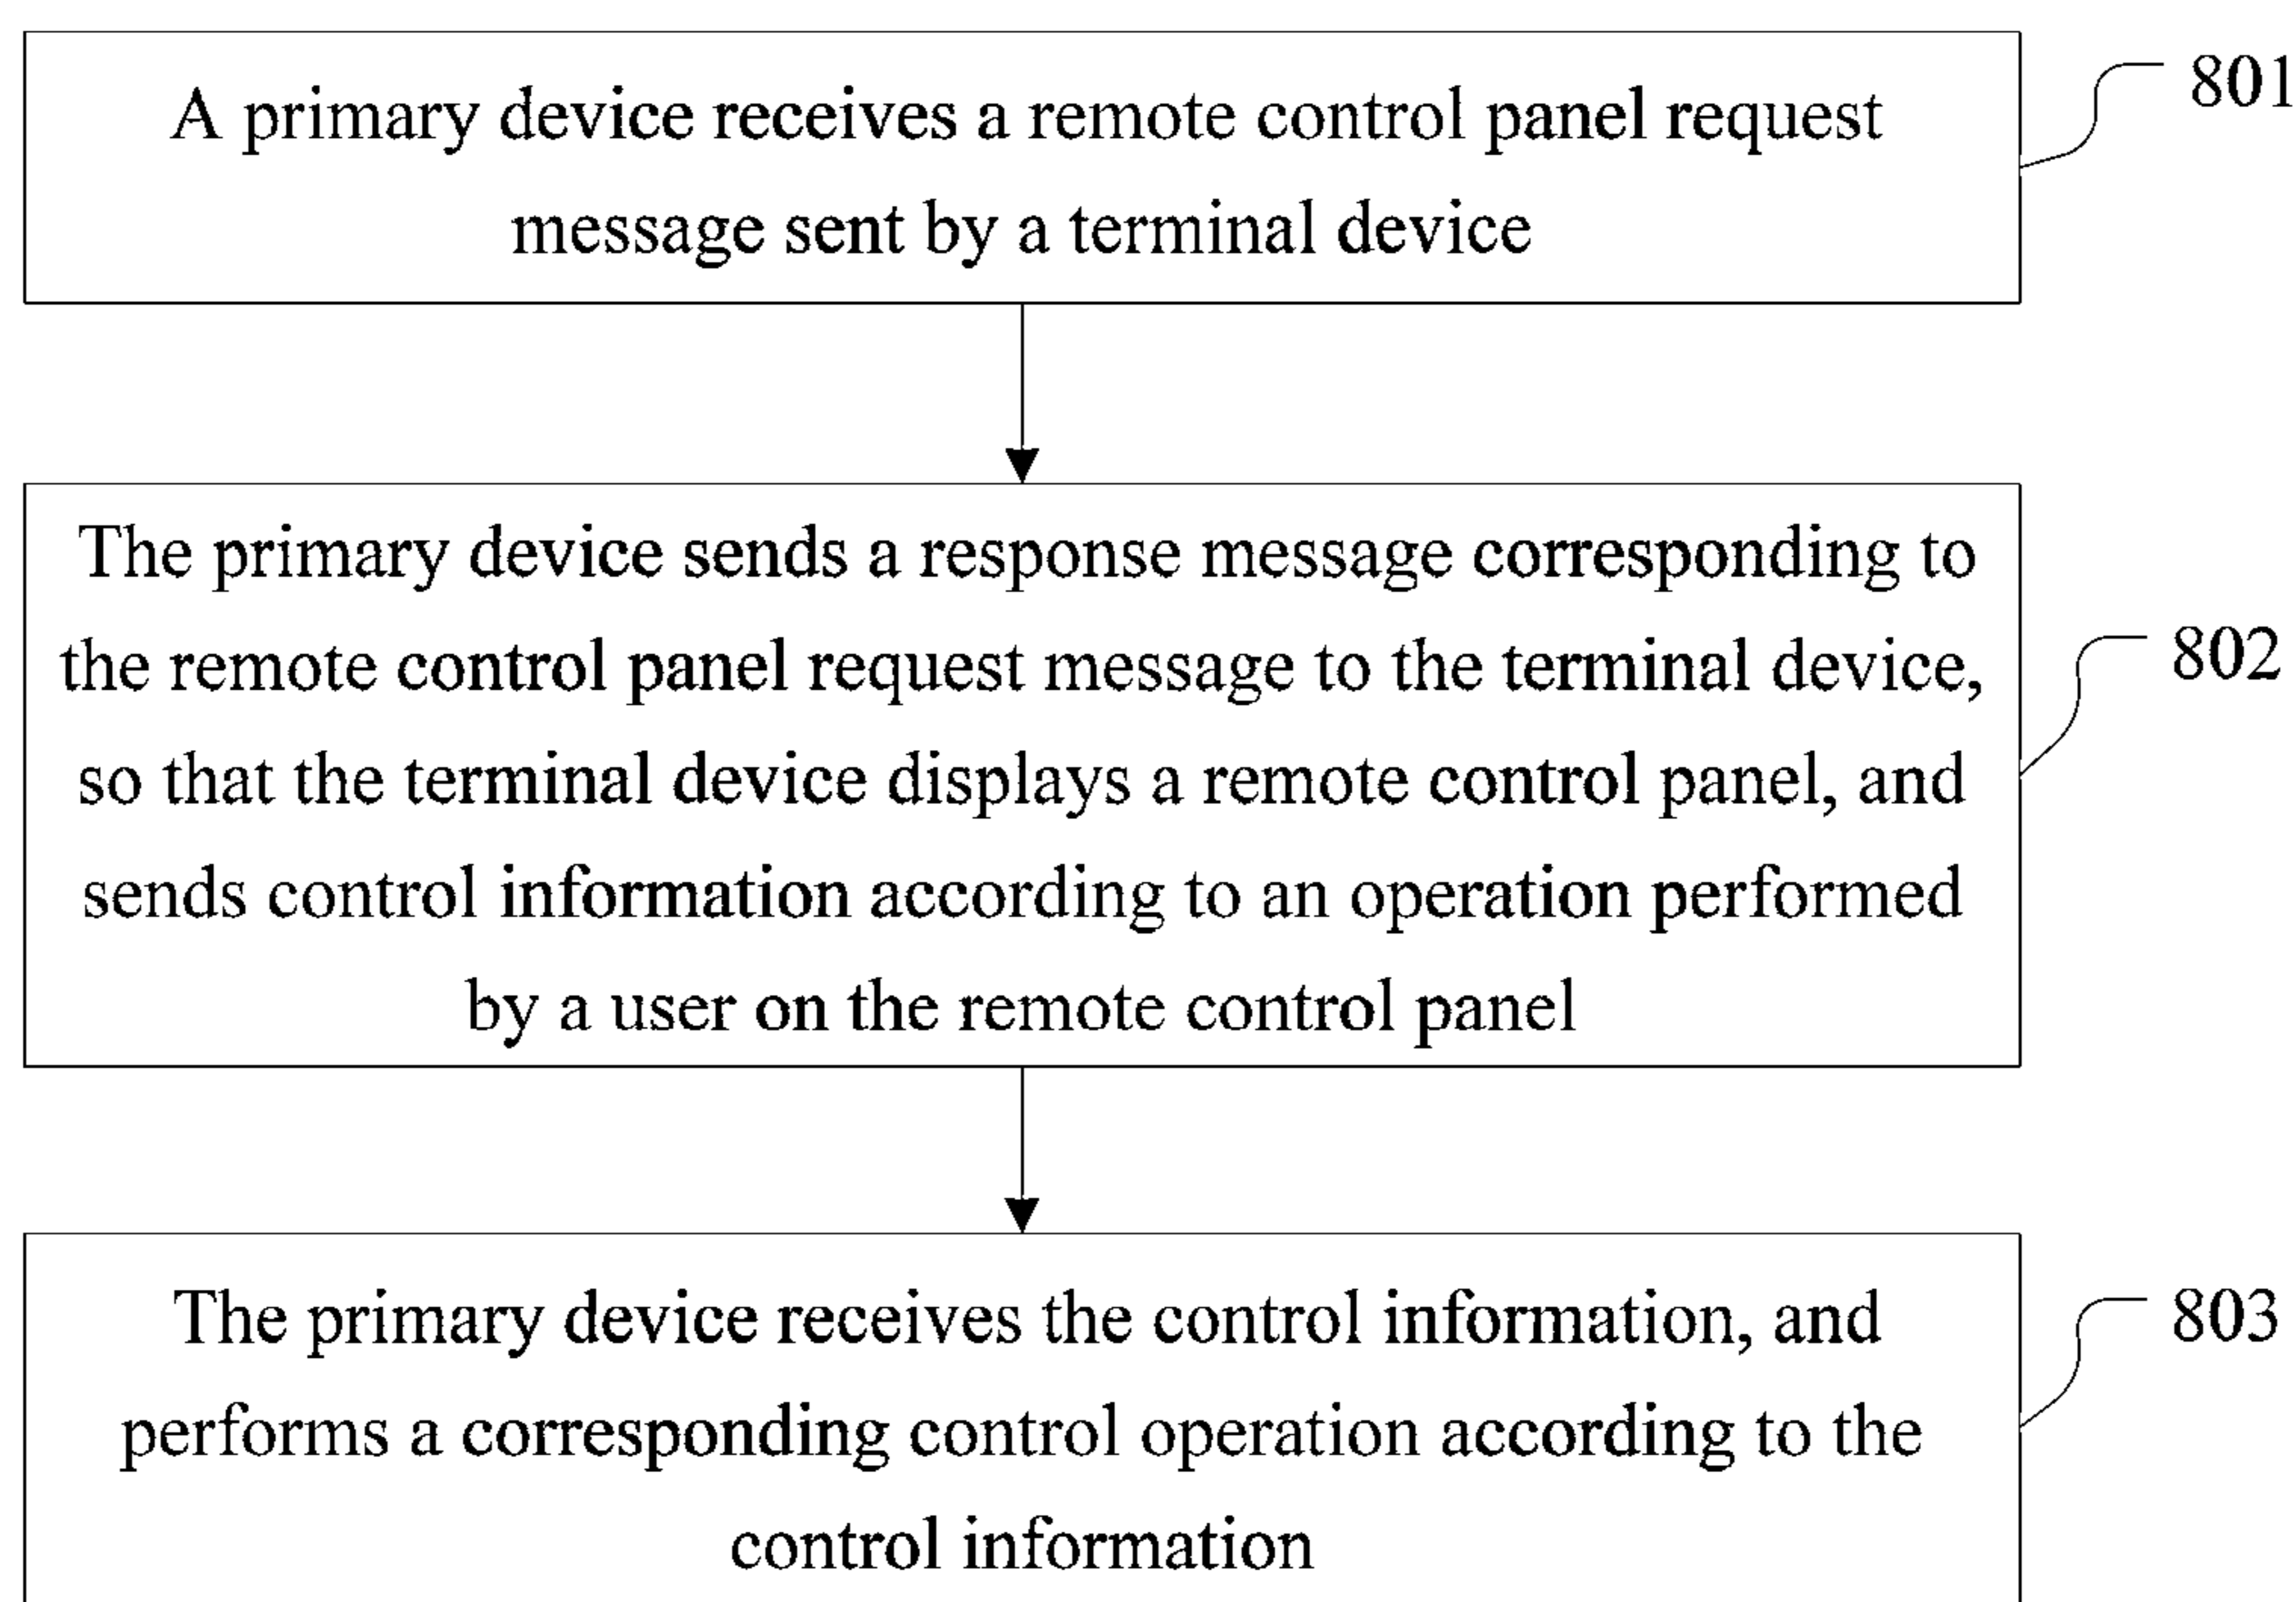 A primary device receives a remote control panel request
message sent by a terminal device
801
The primary device sends a response message corresponding to
the remote control panel request message to the terminal device,
so that the terminal device displays a remote control panel, and
sends control information according to an operation performed
by a user on the remote control panel
802
The primary device receives the control information, and
performs a corresponding control operation according to the
control information
803